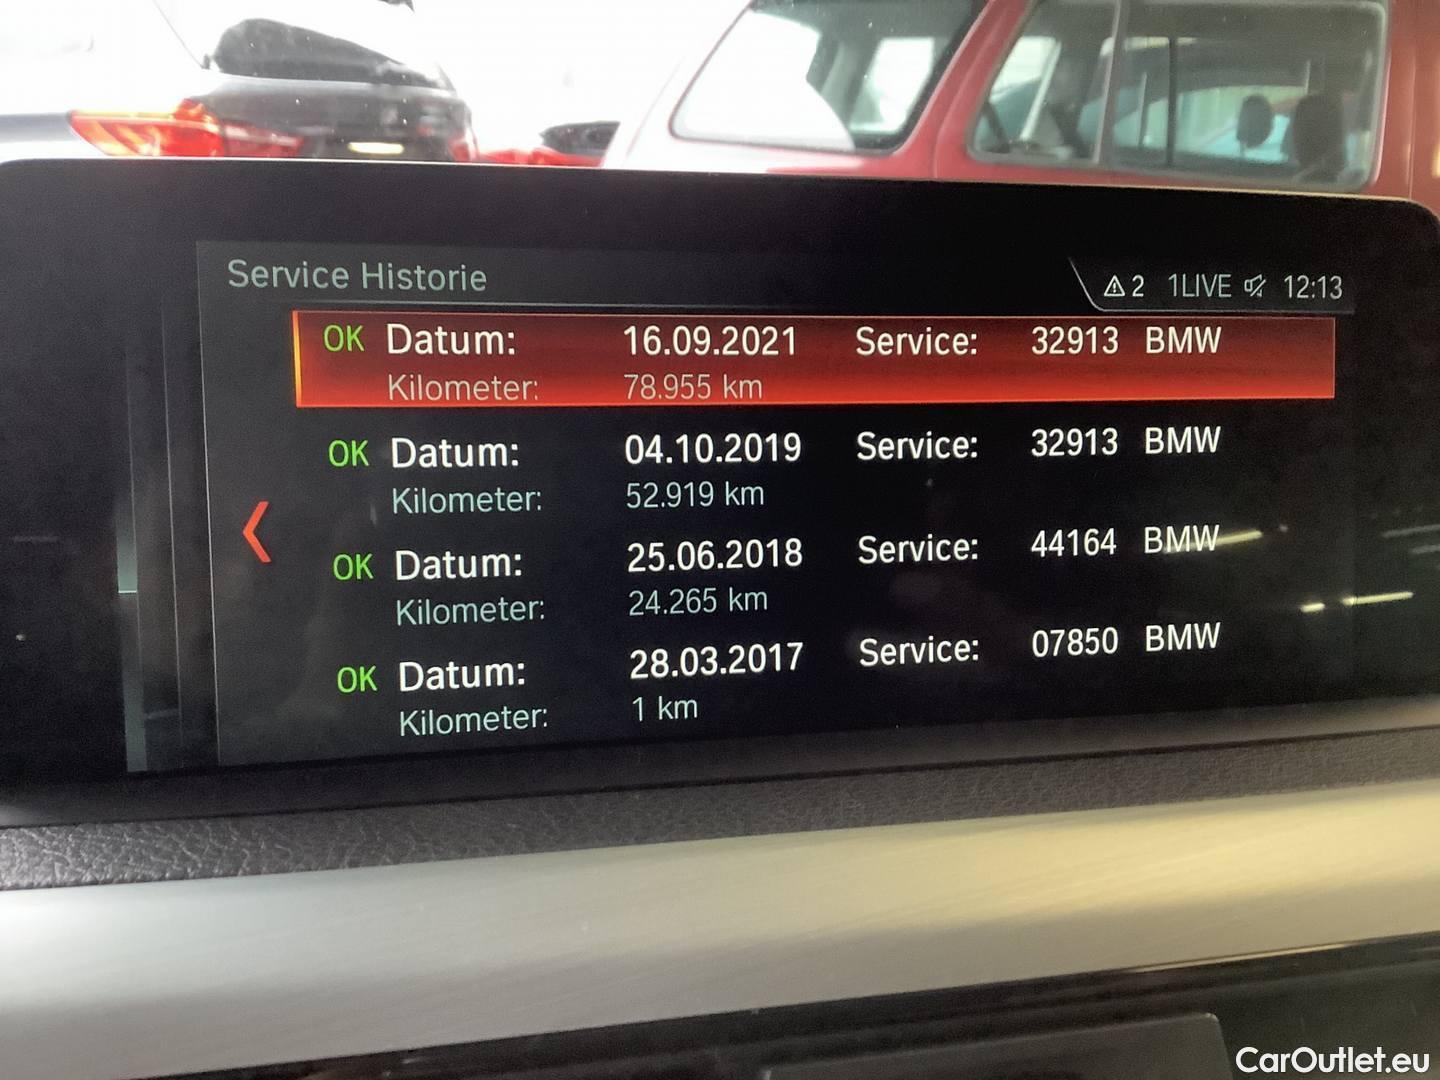 Service Historie
⚠ 2 1LIVE 12:13
OK Datum: 16.09.2021 Service: 32913 BMW
Kilometer: 78.955 km
OK Datum: 04.10.2019 Service: 32913 BMW
Kilometer: 52.919 km
OK Datum: 25.06.2018 Service: 44164 BMW
Kilometer: 24.265 km
OK Datum: 28.03.2017 Service: 07850 BMW
Kilometer: 1 km
CarOutlet.eu